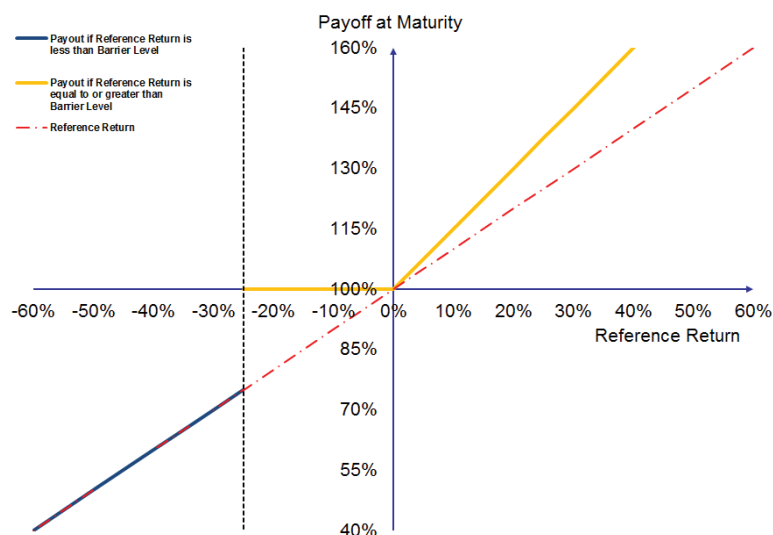 Payoff at Maturity
Payout if Reference Return is
less than Barrier Level
Payout if Reference Return is
equal to or greater than
Barrier Level
Reference Return
160%
145%
130%
115%
100%
-60% -50% -40% -30% -20% -10% 0% 10% 20% 30% 40% 50% 60%
Reference Return
85%
70%
55%
40%